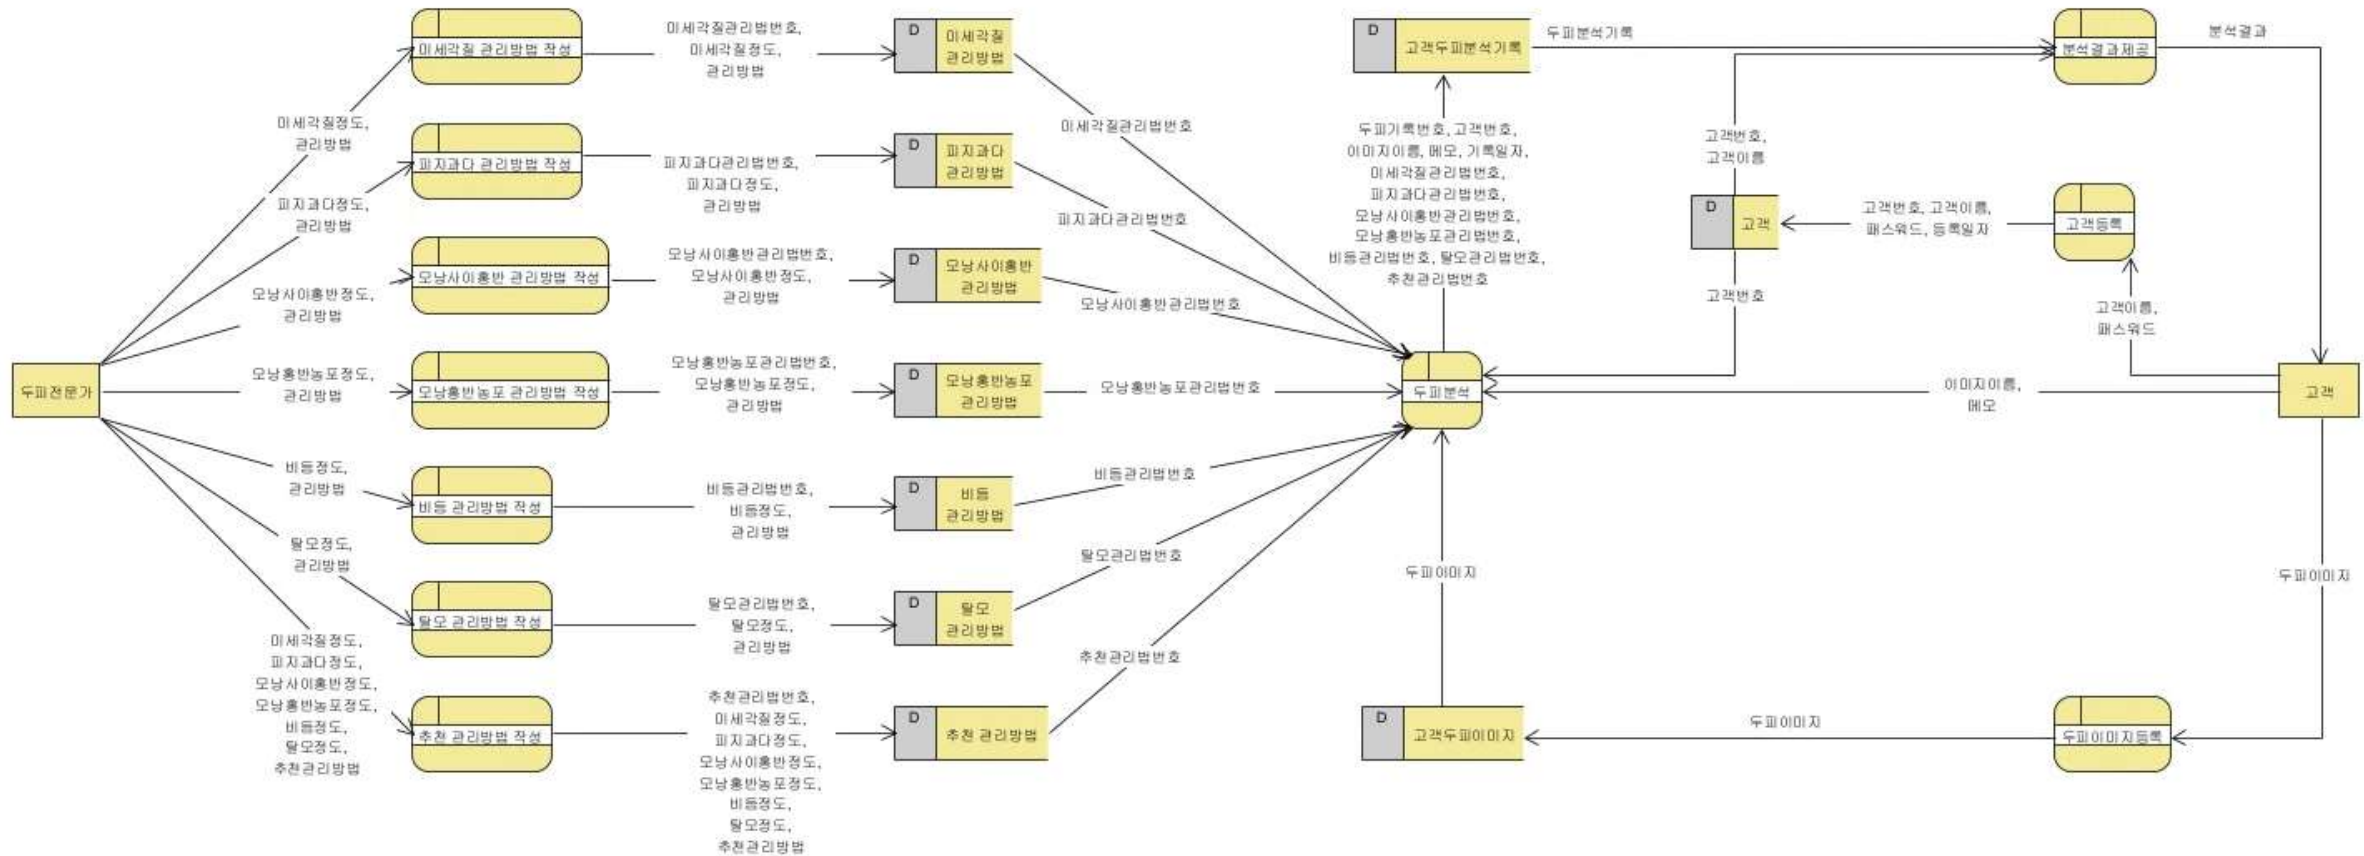 두피전문가
미세각질정도,
관리방법
피지과다정도,
관리방법
모낭사이홍반정도,
관리방법
모낭홍반농포정도,
관리방법
비듬정도,
관리방법
탈모정도,
관리방법
미세각질정도,
피지과다정도,
모낭사이홍반정도,
모낭홍반농포정도,
비듬정도,
탈모정도,
추천관리방법
미세각질 관리방법 작성
피지과다 관리방법 작성
모낭사이홍반 관리방법 작성
모낭홍반농포 관리방법 작성
비듬 관리방법 작성
탈모 관리방법 작성
추천 관리방법 작성
미세각질관리법번호,
미세각질정도,
관리방법
피지과다관리법번호,
피지과다정도,
관리방법
모낭사이홍반관리법번호,
모낭사이홍반정도,
관리방법
모낭홍반농포관리법번호,
모낭홍반농포정도,
관리방법
비듬관리법번호,
비듬정도,
관리방법
탈모관리법번호,
탈모정도,
관리방법
추천관리법번호,
미세각질정도,
피지과다정도,
모낭사이홍반정도,
모낭홍반농포정도,
비듬정도,
탈모정도,
추천관리방법
D
미세각질
관리방법
D
피지과다
관리방법
D
모낭사이홍반
관리방법
D
모낭홍반농포
관리방법
D
비듬
관리방법
D
탈모
관리방법
D
추천 관리방법
미세각질관리법번호
피지과다관리법번호
모낭사이홍반관리법번호
모낭홍반농포관리법번호
비듬관리법번호
탈모관리법번호
추천관리법번호
D
고객두피분석기록
두피기록번호, 고객번호,
이미지이름, 메모, 기록일자,
미세각질관리법번호,
피지과다관리법번호,
모낭사이홍반관리법번호,
모낭홍반농포관리법번호,
비듬관리법번호, 탈모관리법번호,
추천관리법번호
두피분석
두피이미지
D
고객두피이미지
두피분석기록
고객번호,
고객이름
D
고객
고객번호
분석결과제공
분석결과
고객번호, 고객이름,
패스워드, 등록일자
고객등록
고객이름,
패스워드
이미지이름,
메모
고객
두피이미지
두피이미지
두피이미지등록